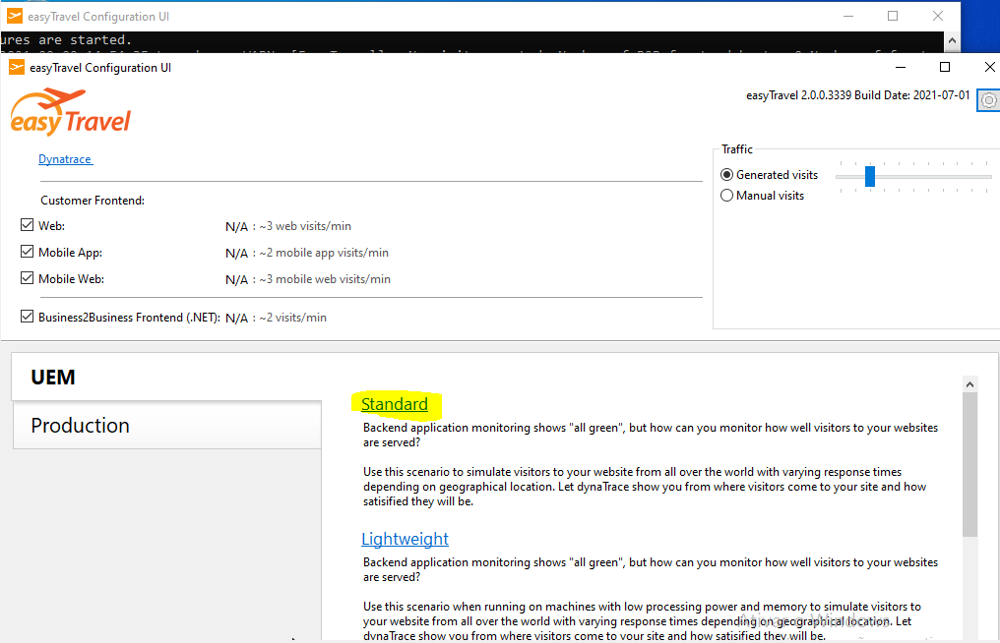 easyTravel Configuration UI
ures are started.
easyTravel Configuration UI
easyTravel 2.0.0.3339 Build Date: 2021-07-01
easyTravel
Dynatrace
Traffic
Generated visits
Manual visits
Customer Frontend:
Web: N/A : ~3 web visits/min
Mobile App: N/A : ~2 mobile app visits/min
Mobile Web: N/A : ~3 mobile web visits/min
Business2Business Frontend (.NET): N/A : ~2 visits/min
UEM
Production
Standard
Backend application monitoring shows "all green", but how can you monitor how well visitors to your websites
are served?
Use this scenario to simulate visitors to your website from all over the world with varying response times
depending on geographical location. Let dynaTrace show you from where visitors come to your site and how
satisified they will be.
Lightweight
Backend application monitoring shows "all green", but how can you monitor how well visitors to your websites
are served?
Use this scenario when running on machines with low processing power and memory to simulate visitors to
your website from all over the world with varying response times depending on geographical location. Let
dynaTrace show you from where visitors come to your site and how satisified they will be.
Ativar o Windows